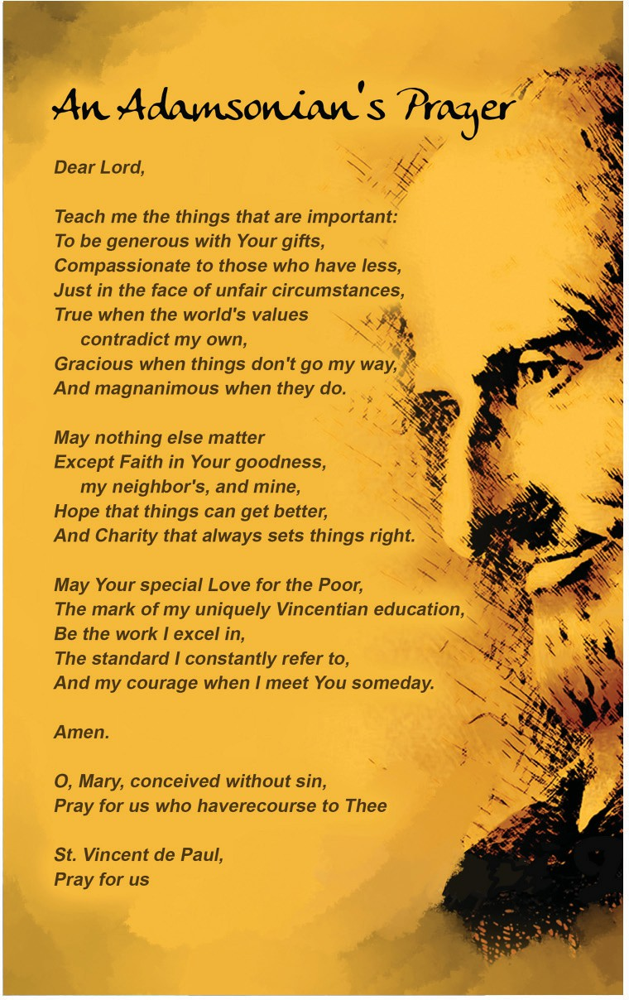 An Adamsonian's Prayer
Dear Lord,
Teach me the things that are important:
To be generous with Your gifts,
Compassionate to those who have less,
Just in the face of unfair circumstances,
True when the world's values
contradict my own,
Gracious when things don't go my way,
And magnanimous when they do.
May nothing else matter
Except Faith in Your goodness,
my neighbor's, and mine,
Hope that things can get better,
And Charity that always sets things right.
May Your special Love for the Poor,
The mark of my uniquely Vincentian education,
Be the work I excel in,
The standard I constantly refer to,
And my courage when I meet You someday.
Amen.
O, Mary, conceived without sin,
Pray for us who haverecourse to Thee
St. Vincent de Paul,
Pray for us